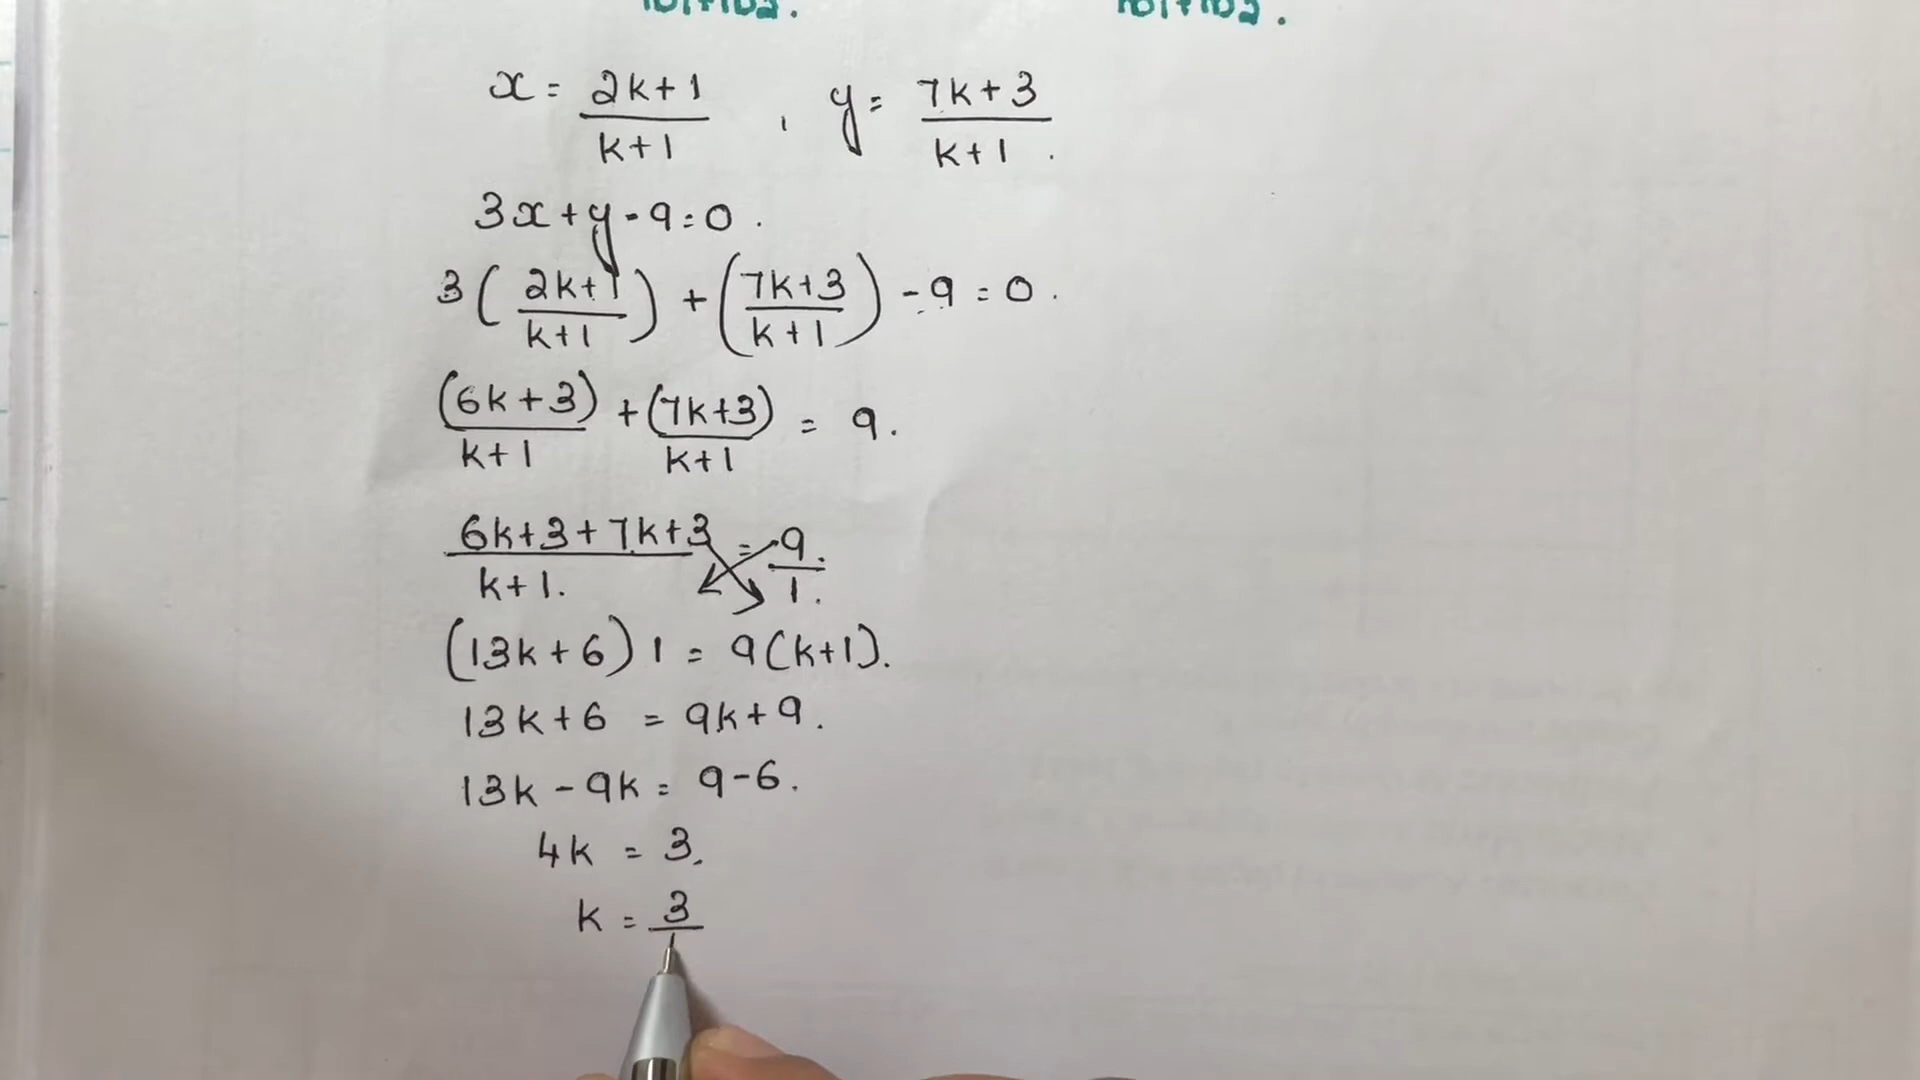 x = 2k+1 / k+1 , y = 7k+3 / k+1 .
3x+y-9=0 .
3 ( 2k+1 / k+1 ) + ( 7k+3 / k+1 ) - 9 = 0 .
(6k+3) / k+1 + (7k+3) / k+1 = 9 .
6k+3+7k+3 / k+1. = 9. / 1.
(13k+6) 1 = 9(k+1).
13k+6 = 9k+9 .
13k - 9k = 9-6 .
4k = 3.
k = 3 /